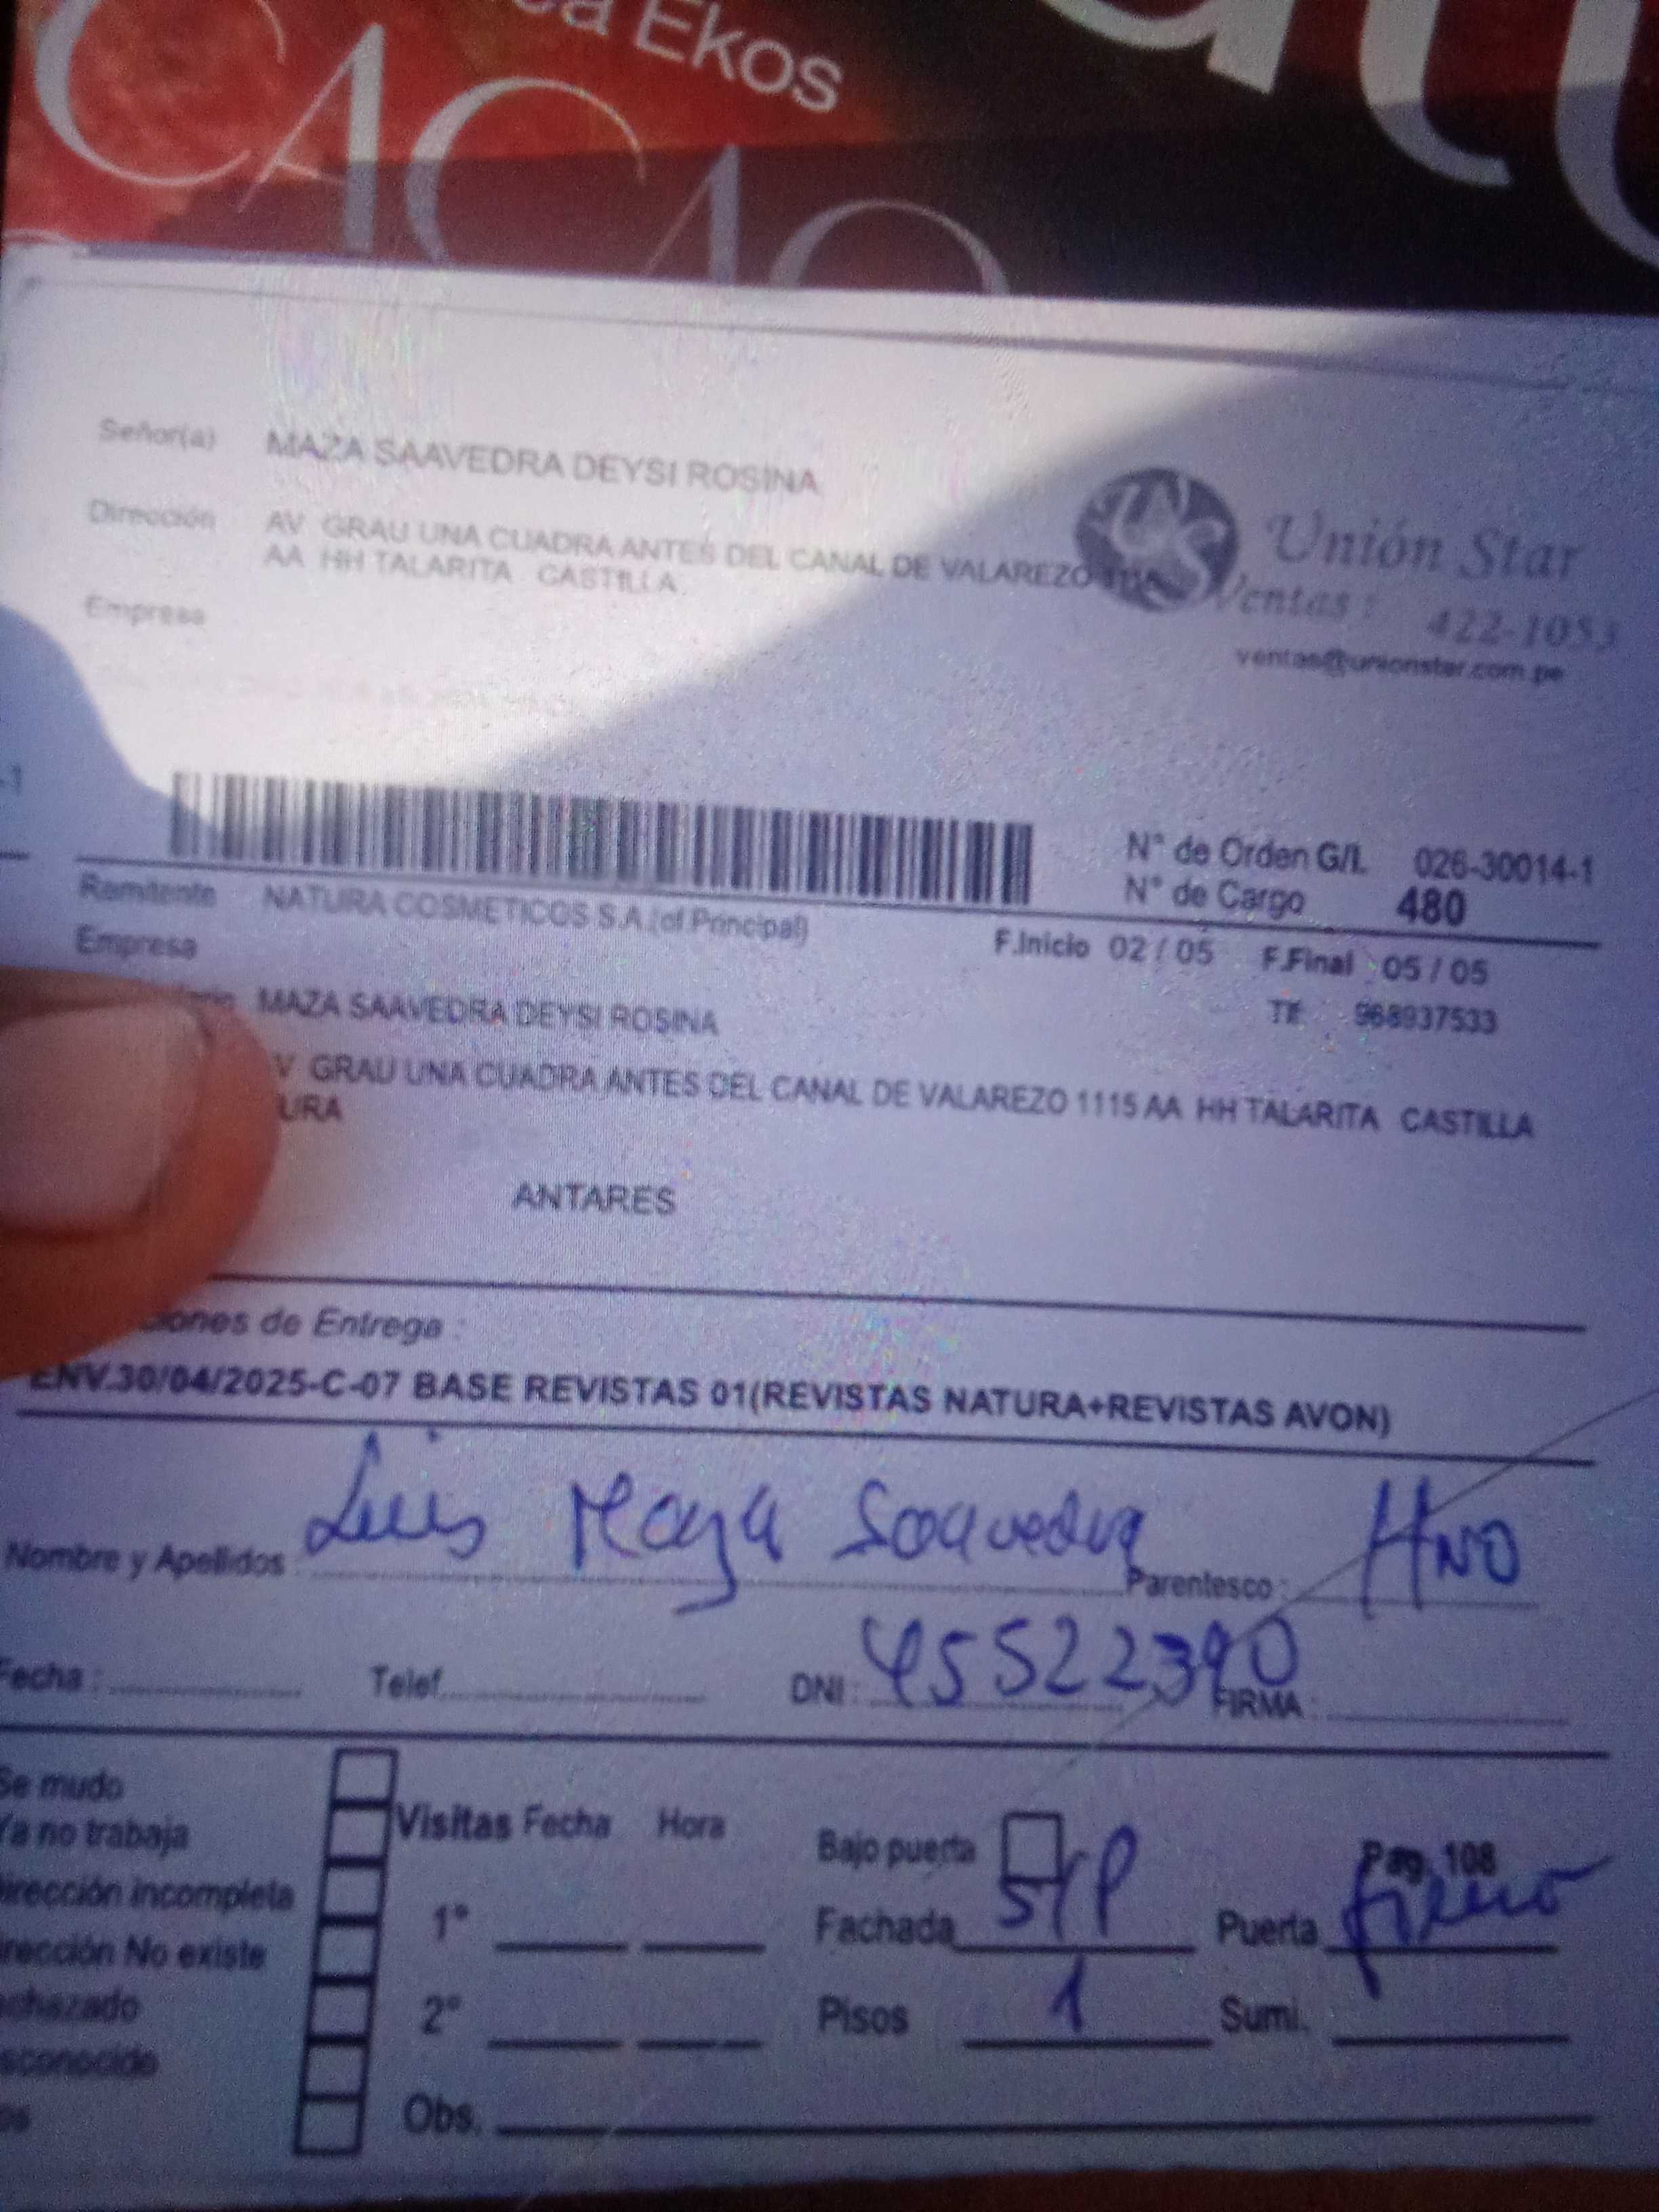 Ekos
CACAO
Señor(a) MAZA SAAVEDRA DEYSI ROSINA
Dirección AV GRAU UNA CUADRA ANTES DEL CANAL DE VALAREZO
AA HH TALARITA CASTILLA
Empresa
Unión Star
Ventas : 422-1053
ventas@unionstar.com.pe
-1
N° de Orden G/I. 026-30014-1
N° de Cargo 480
Remitente NATURA COSMETICOS S.A.(of.Principal)
Empresa
F.Inicio 02 / 05 F.Final 05 / 05
MAZA SAAVEDRA DEYSI ROSINA
Tlf 968937533
V GRAU UNA CUADRA ANTES DEL CANAL DE VALAREZO 1115 AA HH TALARITA CASTILLA
URA
ANTARES
iones de Entrega :
ENV.30/04/2025-C-07 BASE REVISTAS 01(REVISTAS NATURA+REVISTAS AVON)
Nombre y Apellidos : Luis Maza Saavedra Parentesco : HNO
Fecha : Telef. DNI : 45522390 FIRMA :
Se mudo
Ya no trabaja
irección incompleta
rección No existe
chazado
sconocido
os
Visitas Fecha Hora
1°
2°
Obs.
Bajo puerta
Pag. 108
Fachada S/P Puerta fierro
Pisos 1 Sumi.